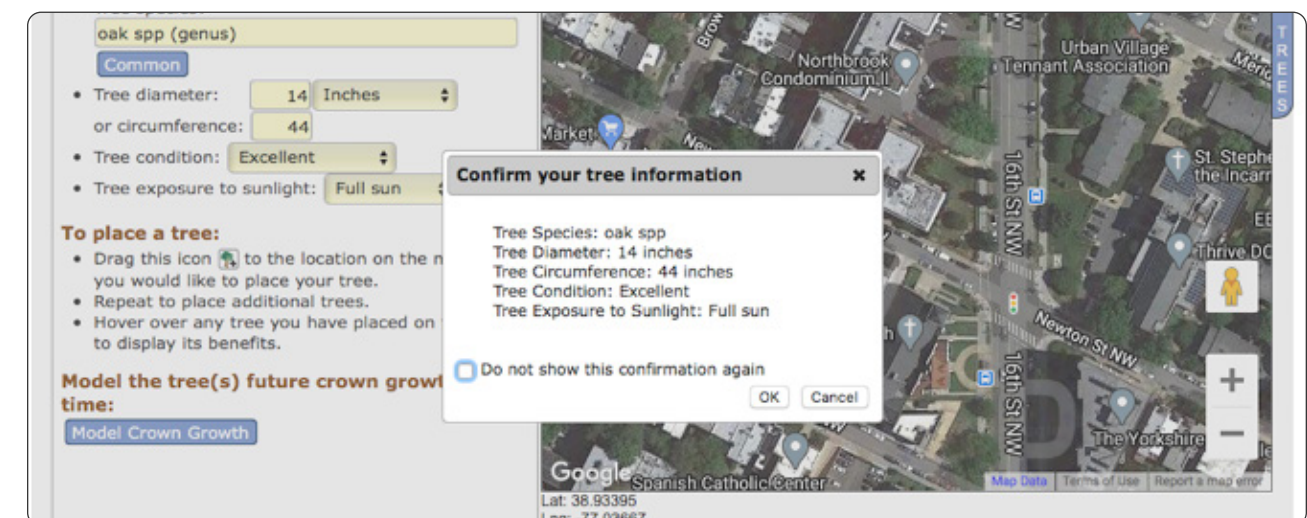 oak spp (genus)
Common
• Tree diameter: 14 Inches
or circumference: 44
• Tree condition: Excellent
• Tree exposure to sunlight: Full sun
To place a tree:
• Drag this icon to the location on the m
you would like to place your tree.
• Repeat to place additional trees.
• Hover over any tree you have placed on
to display its benefits.
Model the tree(s) future crown growt
time:
Model Crown Growth
Confirm your tree information
Tree Species: oak spp
Tree Diameter: 14 inches
Tree Circumference: 44 inches
Tree Condition: Excellent
Tree Exposure to Sunlight: Full sun
Do not show this confirmation again
OK Cancel
Northbrook
Condominium II
Urban Village
Tennant Association
Market
16th St NW
St. Stephe
the Incarn
Thrive DC
Newton St NW
16th St NW
The Yorkshire
Google
Spanish Catholic Center
Map Data
Terms of Use
Report a map error
TREES
Lat: 38.93395